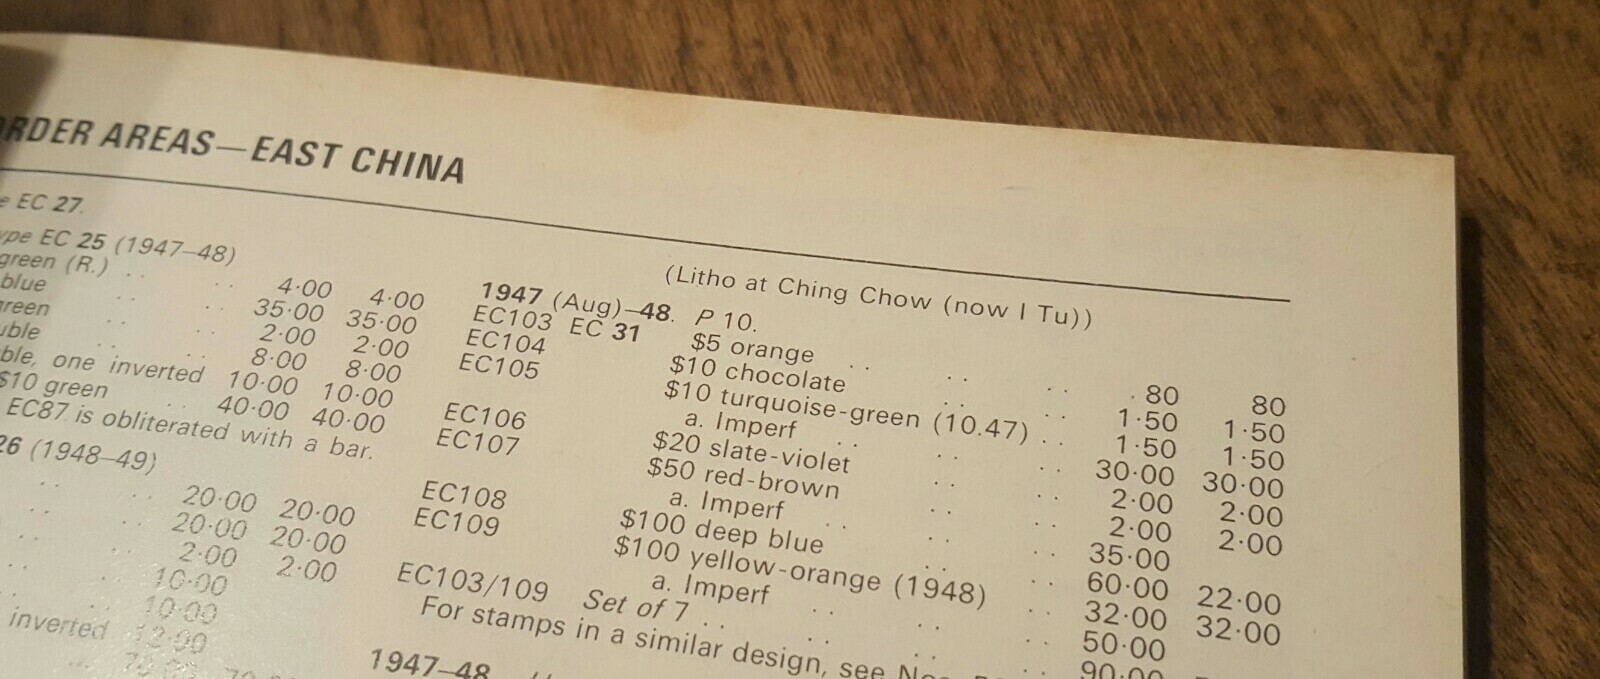 ORDER AREAS—EAST CHINA
EC 27.
EC 25 (1947–48)
green (R.) . . . . 4·00 4·00
blue . . . . 35·00 35·00
. . . . 2·00 2·00
. . . . 8·00 8·00
one inverted 10·00 10·00
$10 green . . 40·00 40·00
EC87 is obliterated with a bar.
26 (1948–49)
. . . . 20·00 20·00
. . . . 20·00 20·00
. . . . 2·00 2·00
. . . . 10·00
. . . . 10·00
inverted 12·00
(Litho at Ching Chow (now I Tu))
1947 (Aug)–48. P 10.
EC103 EC 31 $5 orange . . . . . . ·80 80
EC104 $10 chocolate . . . . 1·50 1·50
EC105 $10 turquoise-green (10.47) . . 1·50 1·50
a. Imperf . . . . . . 30·00 30·00
EC106 $20 slate-violet . . . . 2·00 2·00
EC107 $50 red-brown . . . . 2·00 2·00
a. Imperf . . . . . . 35·00
EC108 $100 deep blue . . . . 60·00 22·00
EC109 $100 yellow-orange (1948) . . 32·00 32·00
a. Imperf . . . . . . 50·00
EC103/109 Set of 7 . . . . . . 90·00
For stamps in a similar design, see
1947–48